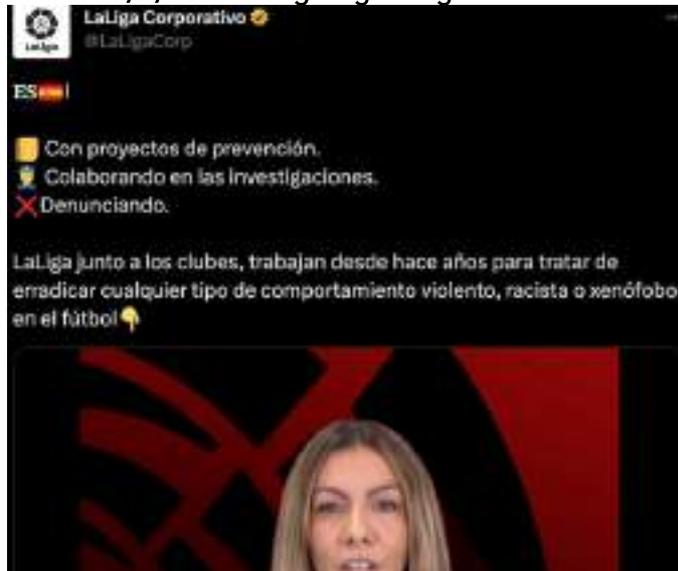 LaLiga Corporativo
@LaLigaCorp
ES
Con proyectos de prevención.
Colaborando en las investigaciones.
Denunciando.
LaLiga junto a los clubes, trabajan desde hace años para tratar de
erradicar cualquier tipo de comportamiento violento, racista o xenófobo
en el fútbol